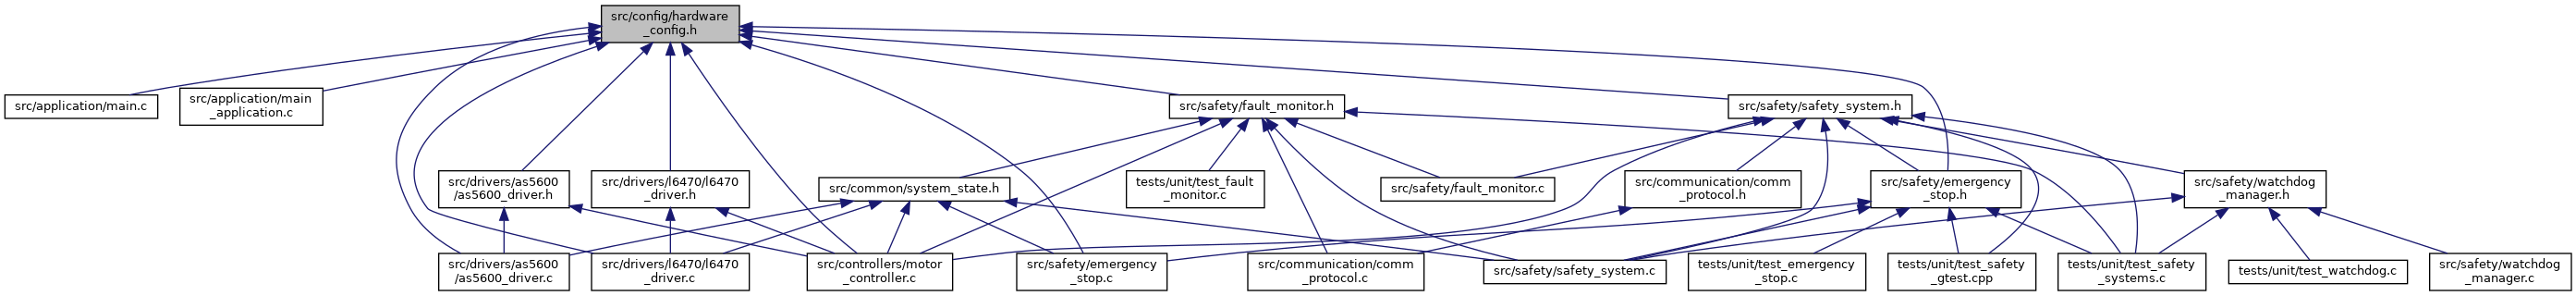 src/config/hardware
_config.h
src/application/main.c
src/application/main
_application.c
src/safety/fault_monitor.h
src/safety/safety_system.h
src/drivers/as5600
/as5600_driver.h
src/drivers/l6470/l6470
_driver.h
src/common/system_state.h
tests/unit/test_fault
_monitor.c
src/safety/fault_monitor.c
src/communication/comm
_protocol.h
src/safety/emergency
_stop.h
src/safety/watchdog
_manager.h
src/drivers/as5600
/as5600_driver.c
src/drivers/l6470/l6470
_driver.c
src/controllers/motor
_controller.c
src/safety/emergency
_stop.c
src/communication/comm
_protocol.c
src/safety/safety_system.c
tests/unit/test_emergency
_stop.c
tests/unit/test_safety
_gtest.cpp
tests/unit/test_safety
_systems.c
tests/unit/test_watchdog.c
src/safety/watchdog
_manager.c